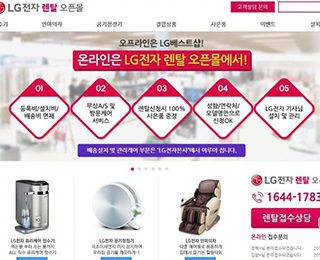 LG전자 렌탈 오픈몰
고객상담 문의
안마의자
공기청정기
결합상품
사은품
이벤트
오프라인은 LG베스트샵!
온라인은 LG전자 렌탈 오픈몰에서!
01
02
03
04
05
등록비/설치비/
배송비 면제
무상A/S 및
방문케어
서비스
렌탈신청시 100%
사은품 증정
성함/연락처/
모델명만으로
신청OK
LG전자 기사님
설치 및 관리
배송설치 및 관리케어 부분은 "LG전자본사"에서 이루어 집니다.
LG전자 퓨리케어 정수기
LG전자 공기청정기
LG전자 안마의자
LG전자 렌탈 오
1644-178
렌탈접수상담
온라인 접수문의